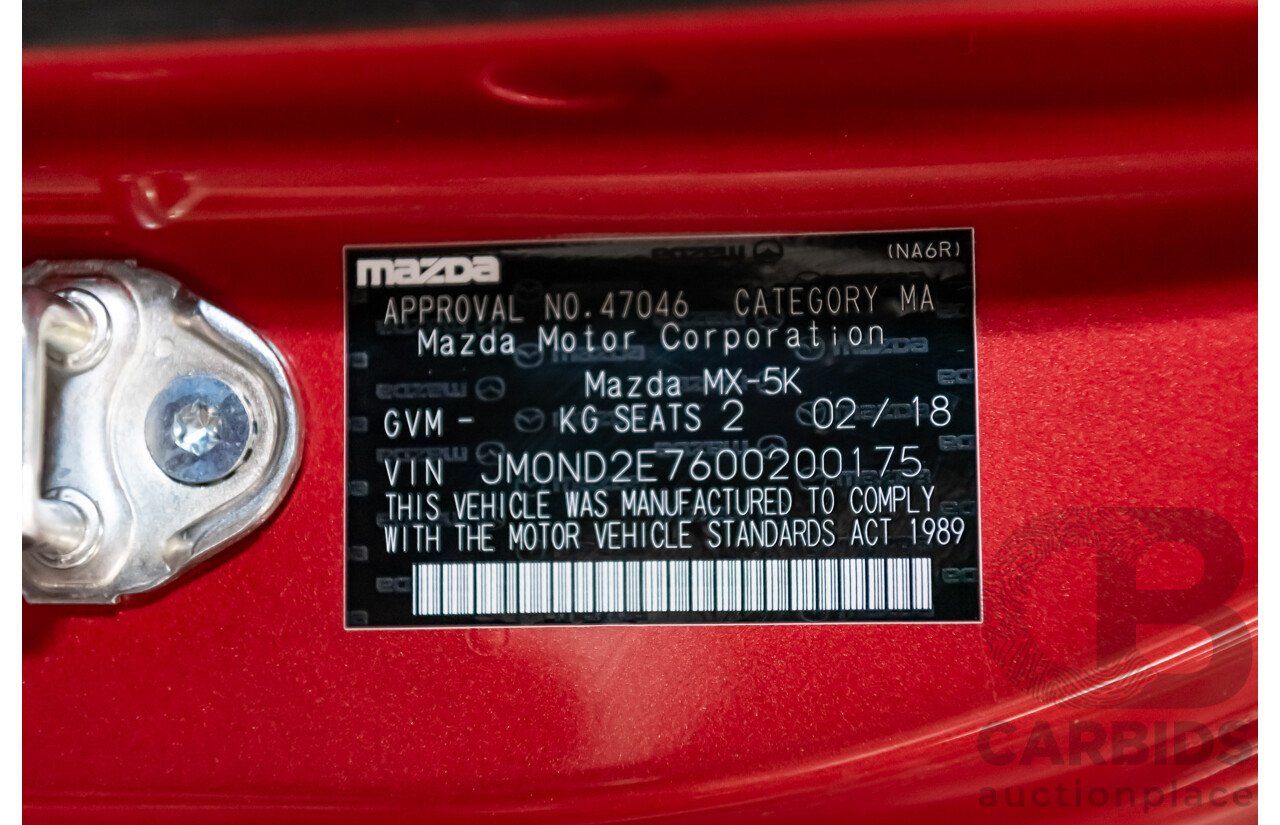 mazda (NA6R)
APPROVAL NO.47046 CATEGORY MA
Mazda Motor Corporation
Mazda MX-5K
GVM - KG SEATS 2 02/18
VIN JM0ND2E7600200175
THIS VEHICLE WAS MANUFACTURED TO COMPLY
WITH THE MOTOR VEHICLE STANDARDS ACT 1989
CB
CARBIDS
auctionplace